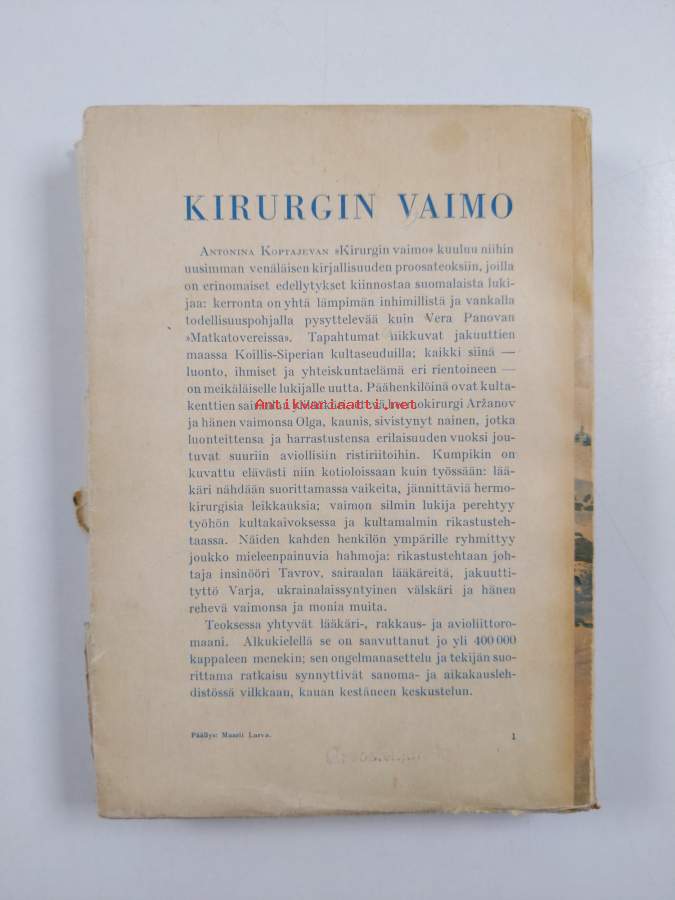 KIRURGIN VAIMO
Antonina Koptajevan »Kirurgin vaimo» kuuluu niihin
uusimman venäläisen kirjallisuuden proosateoksiin, joilla
on erinomaiset edellytykset kiinnostaa suomalaista luki-
jaa: kerronta on yhtä lämpimän inhimillistä ja vankalla
todellisuuspohjalla pysyttelevää kuin Vera Panovan
»Matkatovereissa». Tapahtumat liikkuvat jakuuttien
maassa Koillis-Siperian kultaseuduilla; kaikki siinä —
luonto, ihmiset ja yhteiskuntaelämä eri rientoineen —
on meikäläiselle lukijalle uutta. Päähenkilöinä ovat kulta-
kenttien
Antikvariaatti.net
hermokirurgi Aržanov
ja hänen vaimonsa Olga, kaunis, sivistynyt nainen, jotka
luonteittensa ja harrastustensa erilaisuuden vuoksi jou-
tuvat suuriin aviollisiin ristiriitoihin. Kumpikin on
kuvattu elävästi niin kotioloissaan kuin työssään: lää-
käri nähdään suorittamassa vaikeita, jännittäviä hermo-
kirurgisia leikkauksia; vaimon silmin lukija perehtyy
työhön kultakaivoksessa ja kultamalmin rikastusteh-
taassa. Näiden kahden henkilön ympärille ryhmittyy
joukko mieleenpainuvia hahmoja: rikastustehtaan joh-
taja insinööri Tavrov, sairaalan lääkäreitä, jakuutti-
tyttö Varja, ukrainalaissyntyinen välskäri ja hänen
rehevä vaimonsa ja monia muita.
Teoksessa yhtyvät lääkäri-, rakkaus- ja avioliittoro-
maani. Alkukielellä se on saavuttanut jo yli 400 000
kappaleen menekin; sen ongelmanasettelu ja tekijän suo-
rittama ratkaisu synnyttivät sanoma- ja aikakausleh-
distössä vilkkaan, kauan kestäneen keskustelun.
Päällys: Maseli Larva.
1